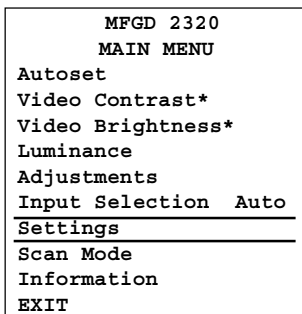 MFGD 2320
MAIN MENU
Autoset
Video Contrast*
Video Brightness*
Luminance
Adjustments
Input Selection Auto
Settings
Scan Mode
Information
EXIT